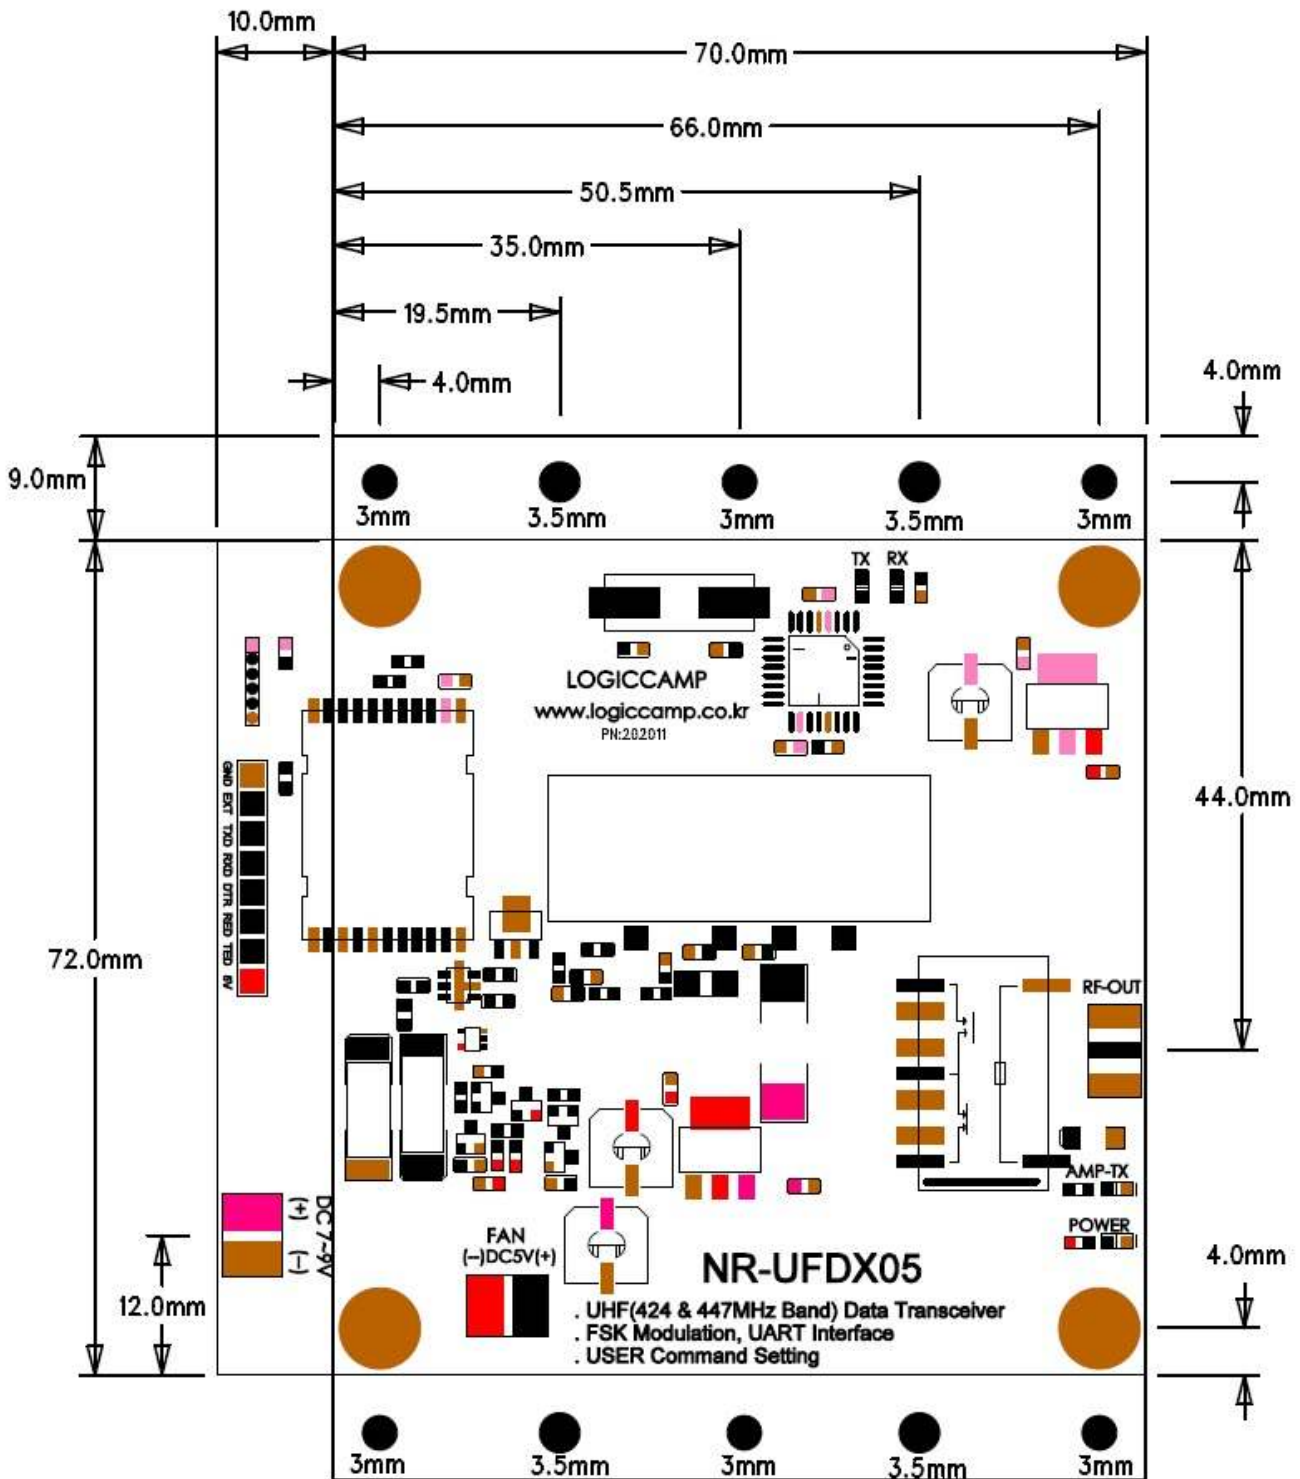 10.0mm
70.0mm
66.0mm
50.5mm
35.0mm
19.5mm
4.0mm
4.0mm
9.0mm
3mm
3.5mm
3mm
3.5mm
3mm
TX RX
LOGICCAMP
www.logiccamp.co.kr
PN:202011
44.0mm
GND EXT TXD RXD DTR RED TED 5V
72.0mm
RF-OUT
AMP-TX
POWER
DC 7~9V
(+) (-)
FAN
(-)DC5V(+)
NR-UFDX05
4.0mm
12.0mm
. UHF(424 & 447MHz Band) Data Transceiver
. FSK Modulation, UART Interface
. USER Command Setting
3mm
3.5mm
3mm
3.5mm
3mm